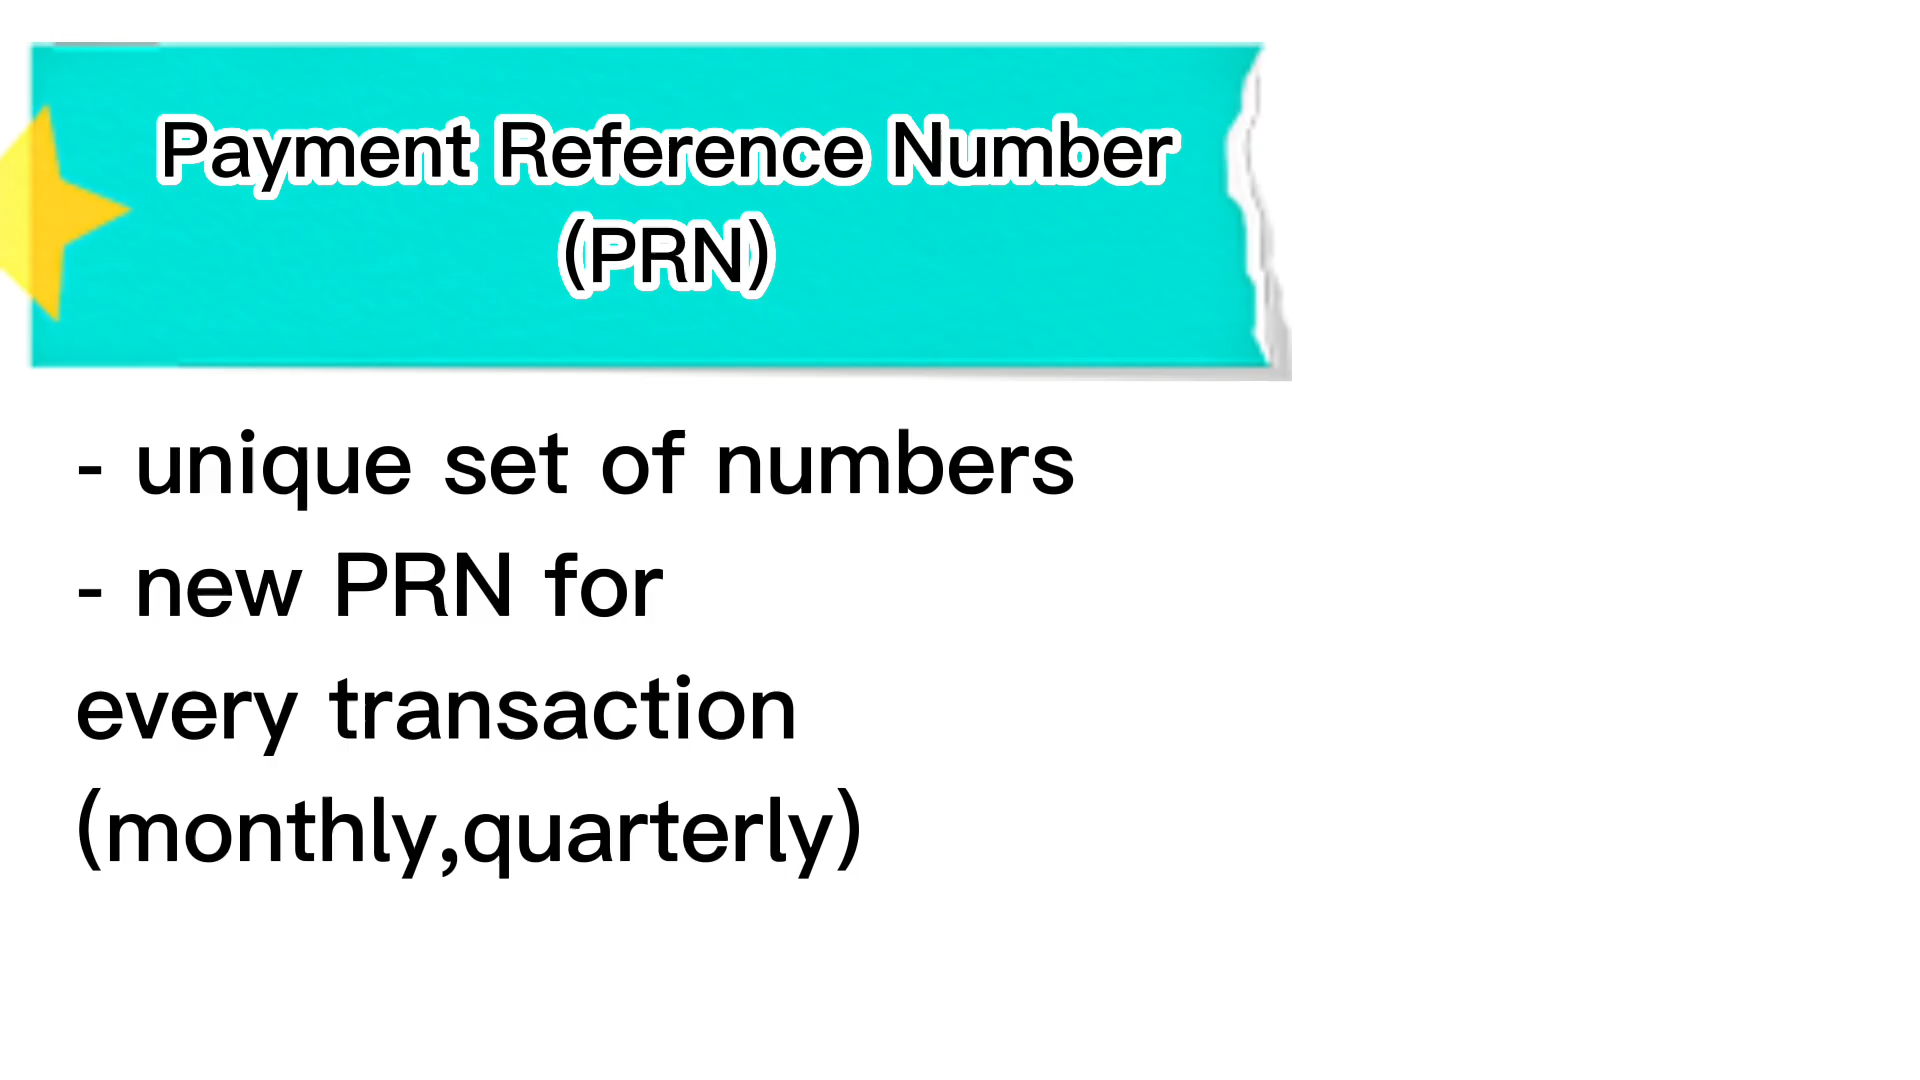 Payment Reference Number
(PRN)
- unique set of numbers
- new PRN for
every transaction
(monthly,quarterly)